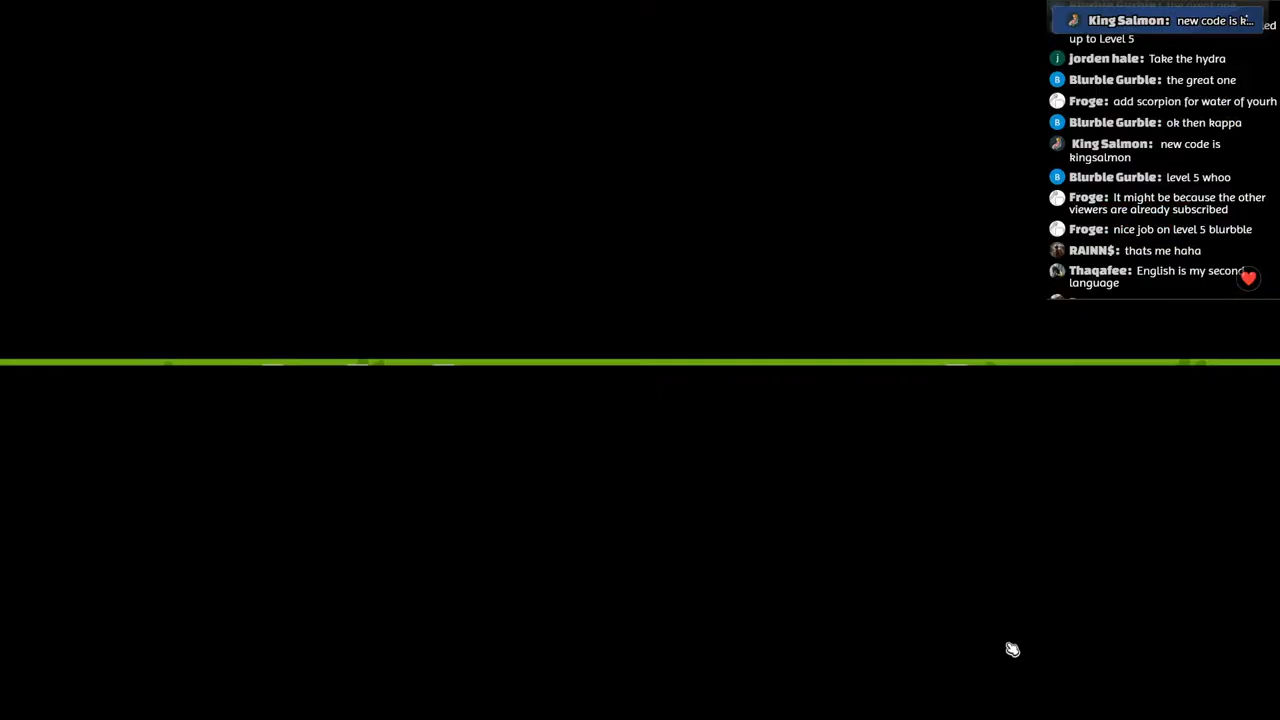 King Salmon: new code is k...
up to Level 5
jorden hale: Take the hydra
Blurble Gurble: the great one
Froge: add scorpion for water of yourh
Blurble Gurble: ok then kappa
King Salmon: new code is
kingsalmon
Blurble Gurble: level 5 whoo
Froge: It might be because the other
viewers are already subscribed
Froge: nice job on level 5 blurbble
RAINN$: thats me haha
Thaqafee: English is my second
language